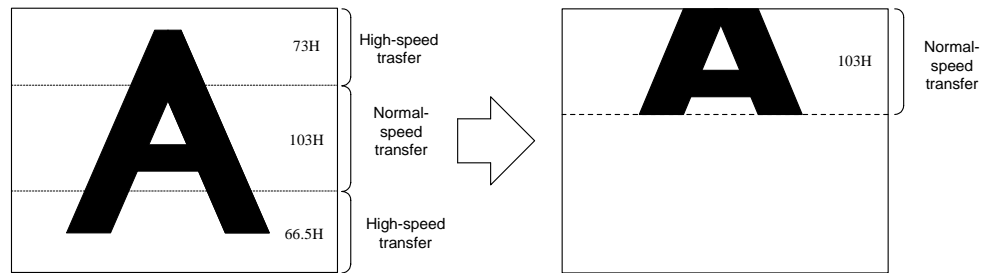 73H
High-speed
trasfer
103H
Normal-
speed
transfer
66.5H
High-speed
transfer
A
103H
Normal-
speed
transfer
A